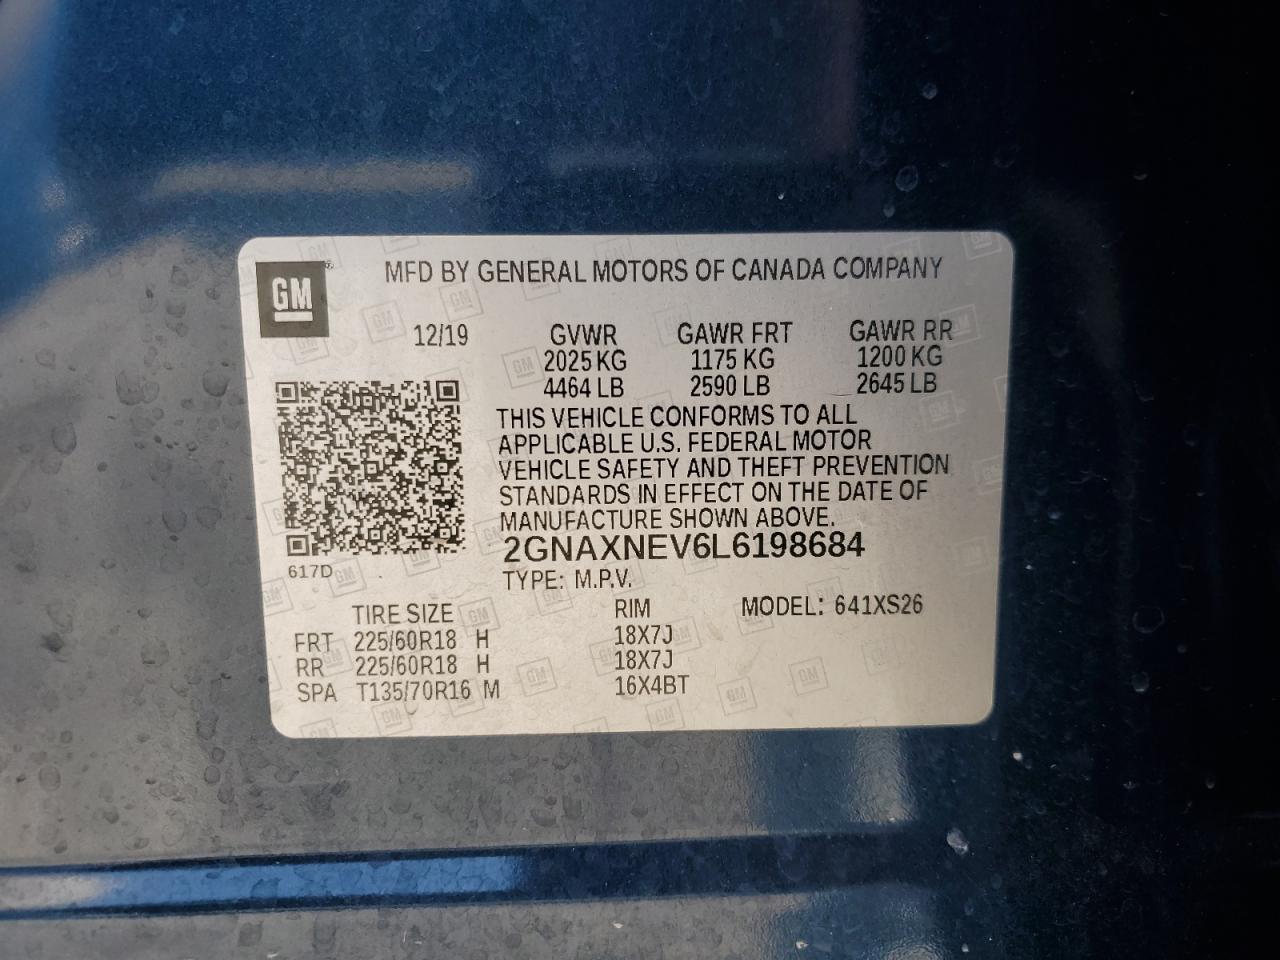 GM
MFD BY GENERAL MOTORS OF CANADA COMPANY
12/19 GVWR GAWR FRT GAWR RR
2025 KG 1175 KG 1200 KG
4464 LB 2590 LB 2645 LB
THIS VEHICLE CONFORMS TO ALL
APPLICABLE U.S. FEDERAL MOTOR
VEHICLE SAFETY AND THEFT PREVENTION
STANDARDS IN EFFECT ON THE DATE OF
MANUFACTURE SHOWN ABOVE.
2GNAXNEV6L6198684
617D
TYPE: M.P.V.
TIRE SIZE RIM MODEL: 641XS26
FRT 225/60R18 H 18X7J
RR 225/60R18 H 18X7J
SPA T135/70R16 M 16X4BT